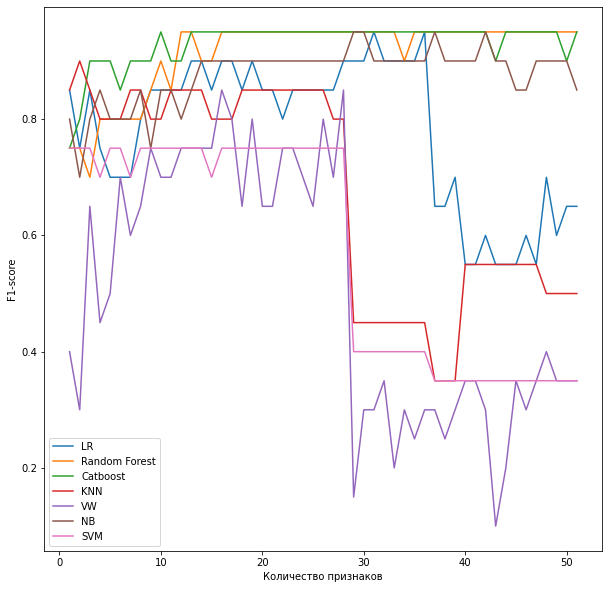 F1-score
0.8
0.6
0.4
0.2
LR
Random Forest
Catboost
KNN
VW
NB
SVM
0 10 20 30 40 50
Количество признаков